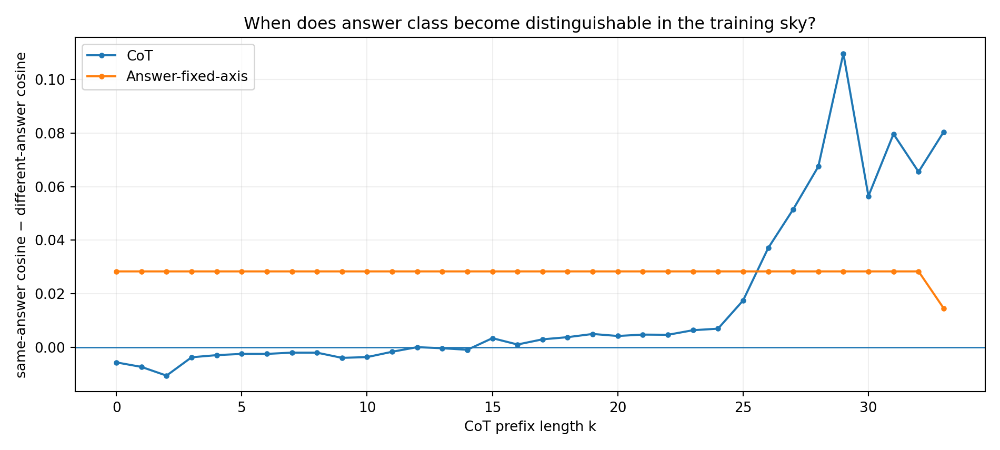 When does answer class become distinguishable in the training sky?
CoT
Answer-fixed-axis
same-answer cosine − different-answer cosine
0.10
0.08
0.06
0.04
0.02
0.00
0 5 10 15 20 25 30
CoT prefix length k